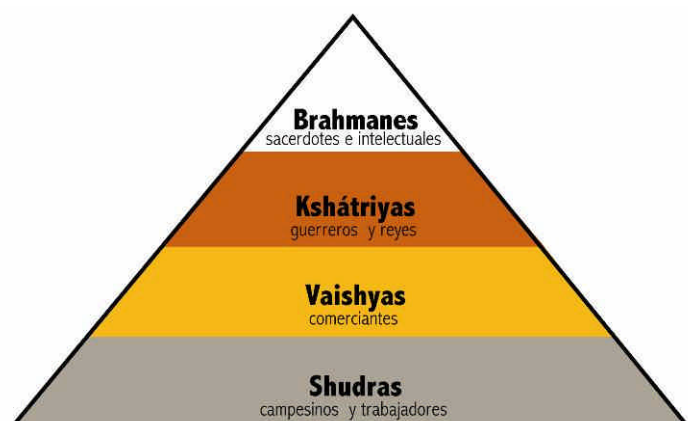 Brahmanes
sacerdotes e intelectuales
Kshátriyas
guerreros y reyes
Vaishyas
comerciantes
Shudras
campesinos y trabajadores